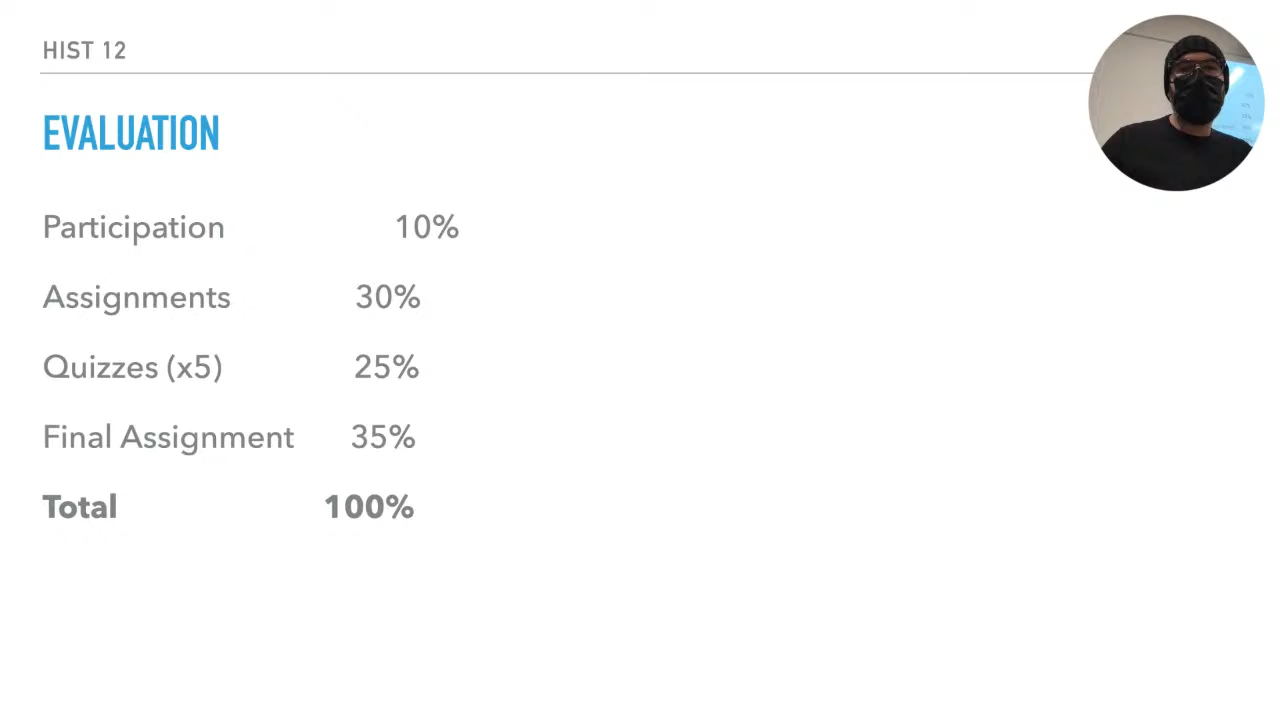 HIST 12
EVALUATION
Participation 10%
Assignments 30%
Quizzes (x5) 25%
Final Assignment 35%
Total 100%